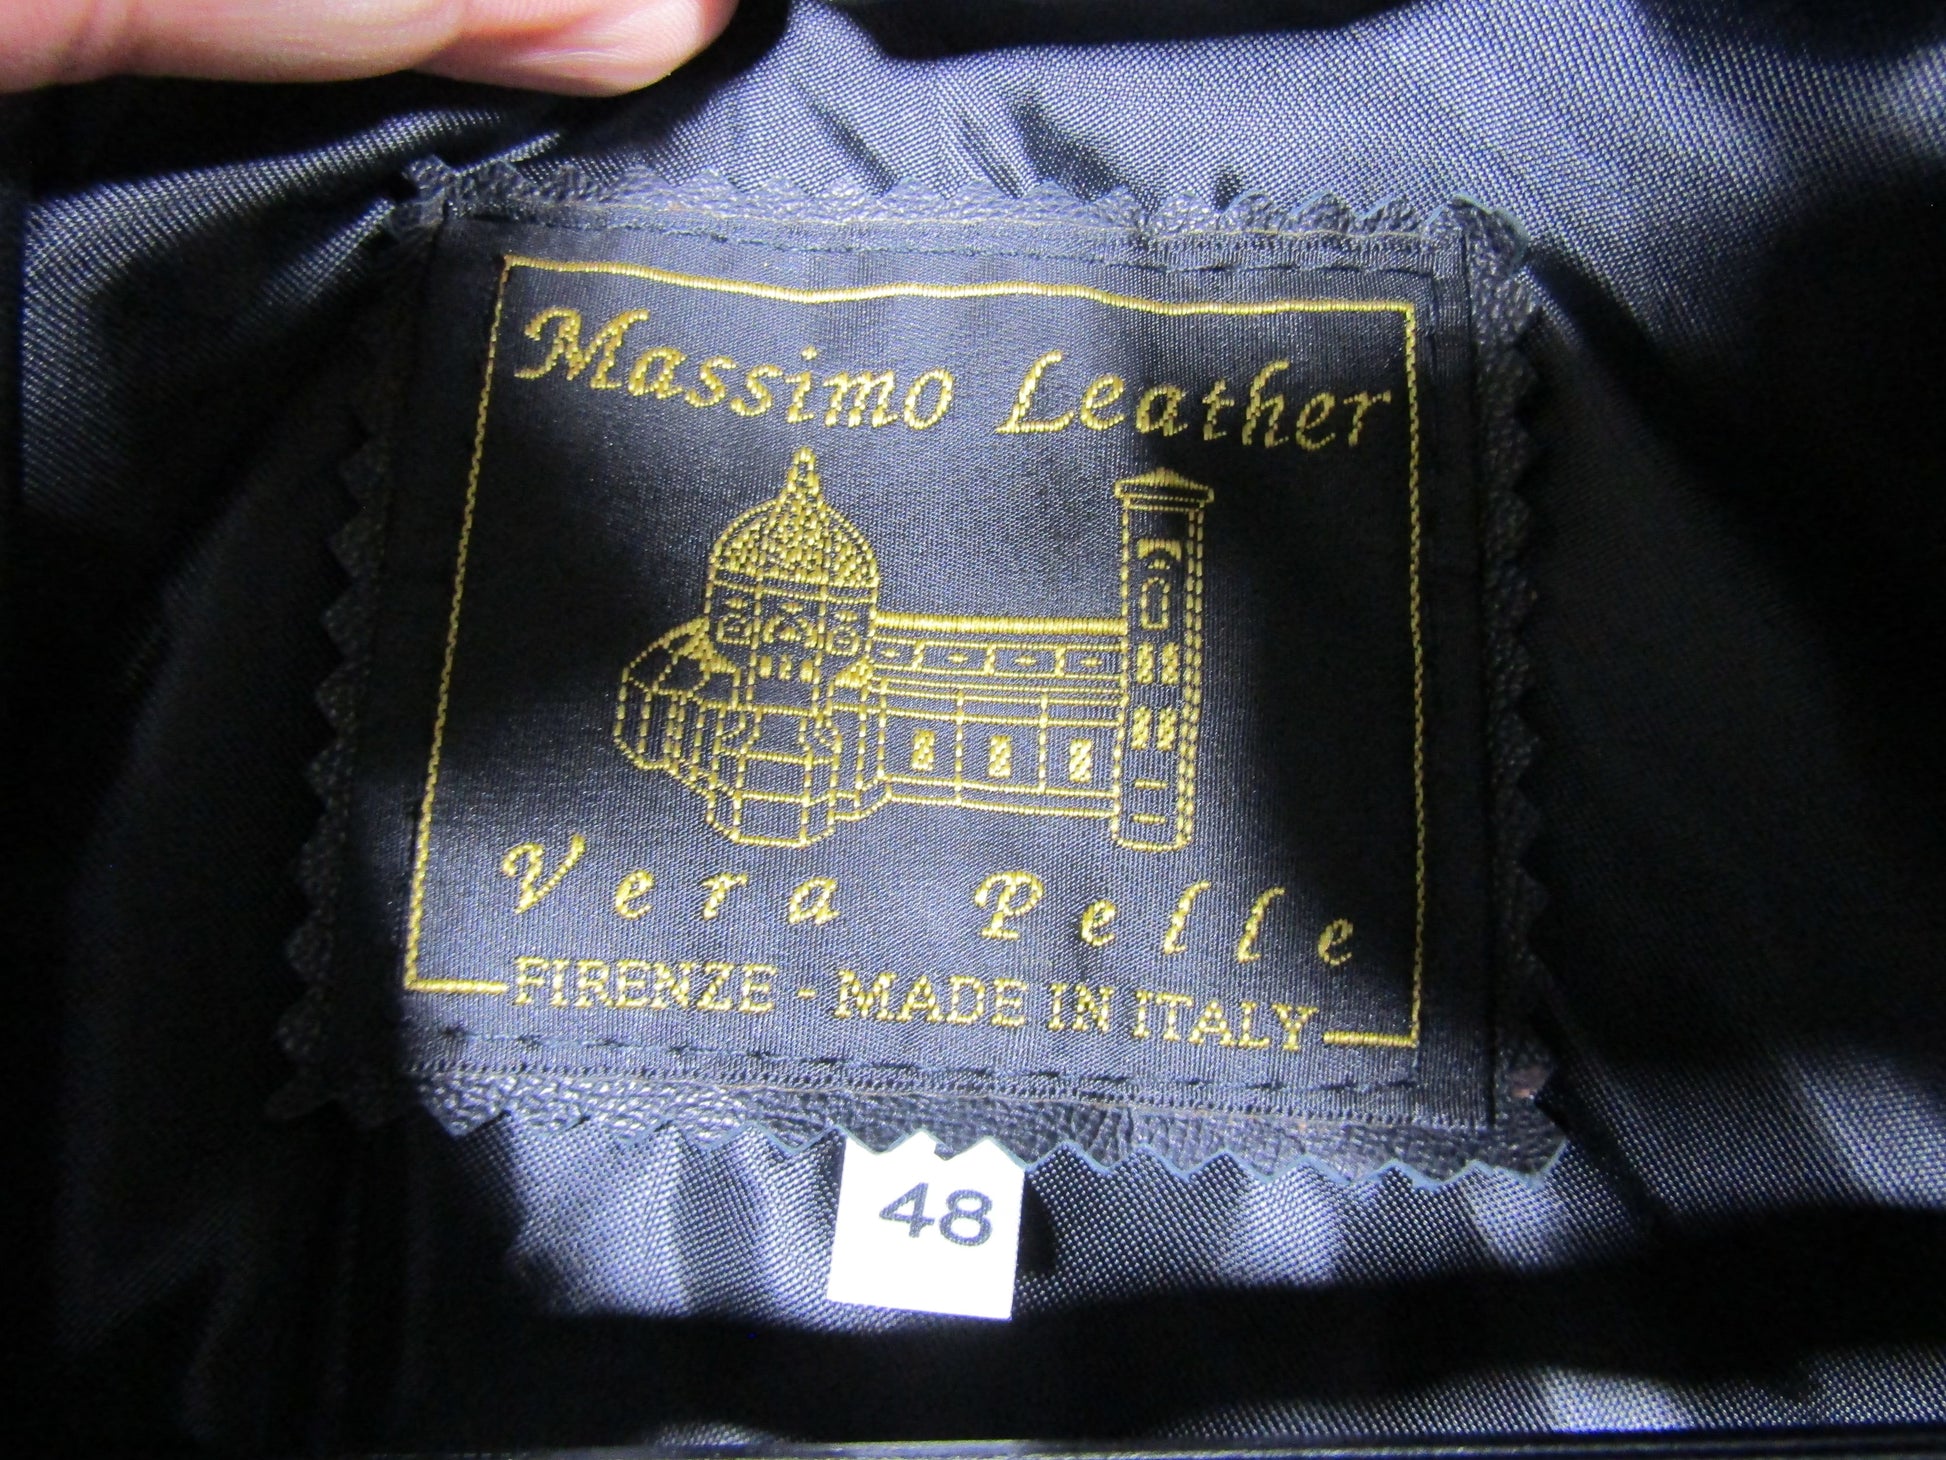 Massimo Leather
Vera Pelle
FIRENZE - MADE IN ITALY
48